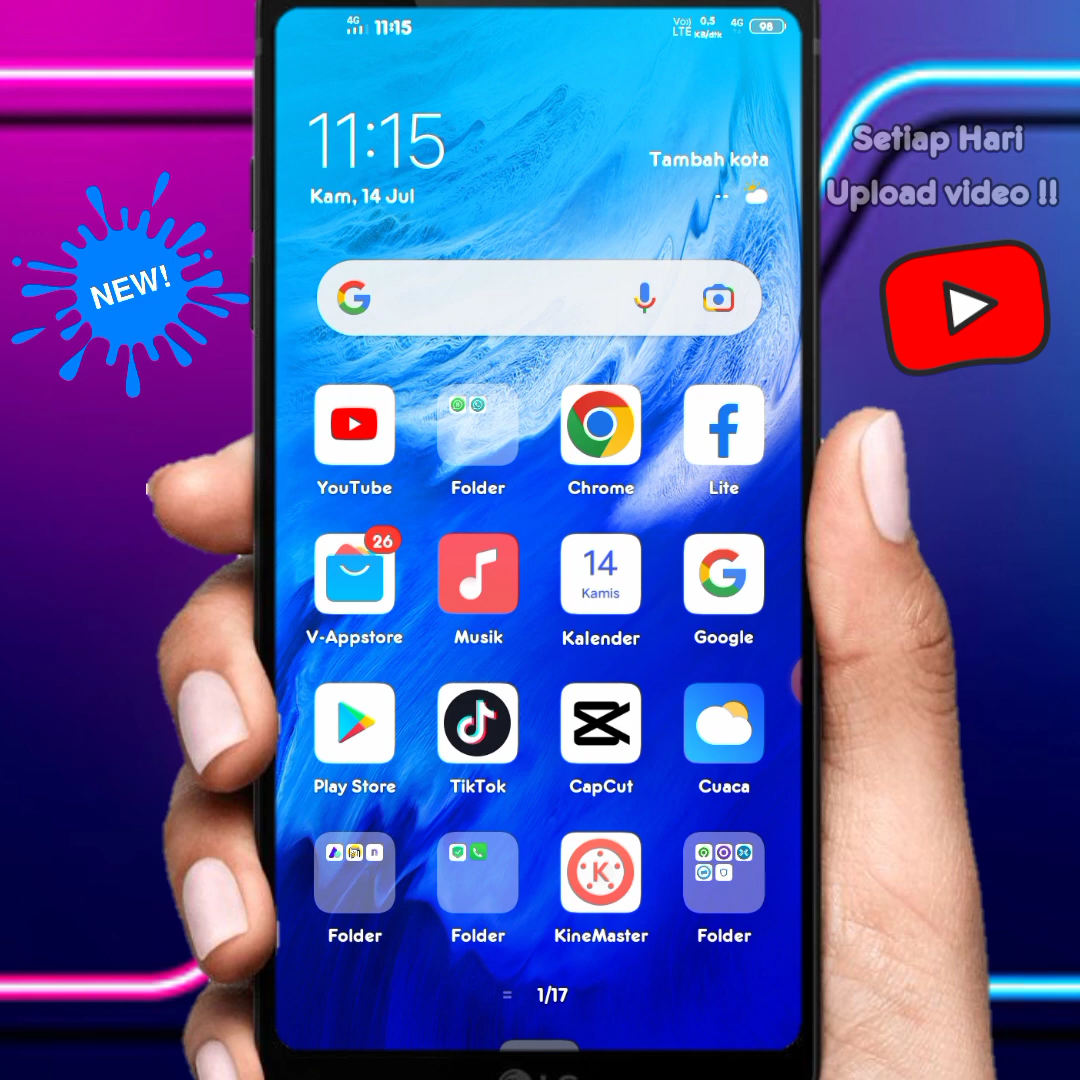 4G 11:15
Vo)) LTE 0,5 KB/dtk 4G 98
11:15
Kam, 14 Jul
Tambah kota
--
Setiap Hari
Upload video !!
NEW!
YouTube Folder Chrome Lite
26
14
Kamis
V-Appstore Musik Kalender Google
Play Store TikTok CapCut Cuaca
K
Folder Folder KineMaster Folder
1/17